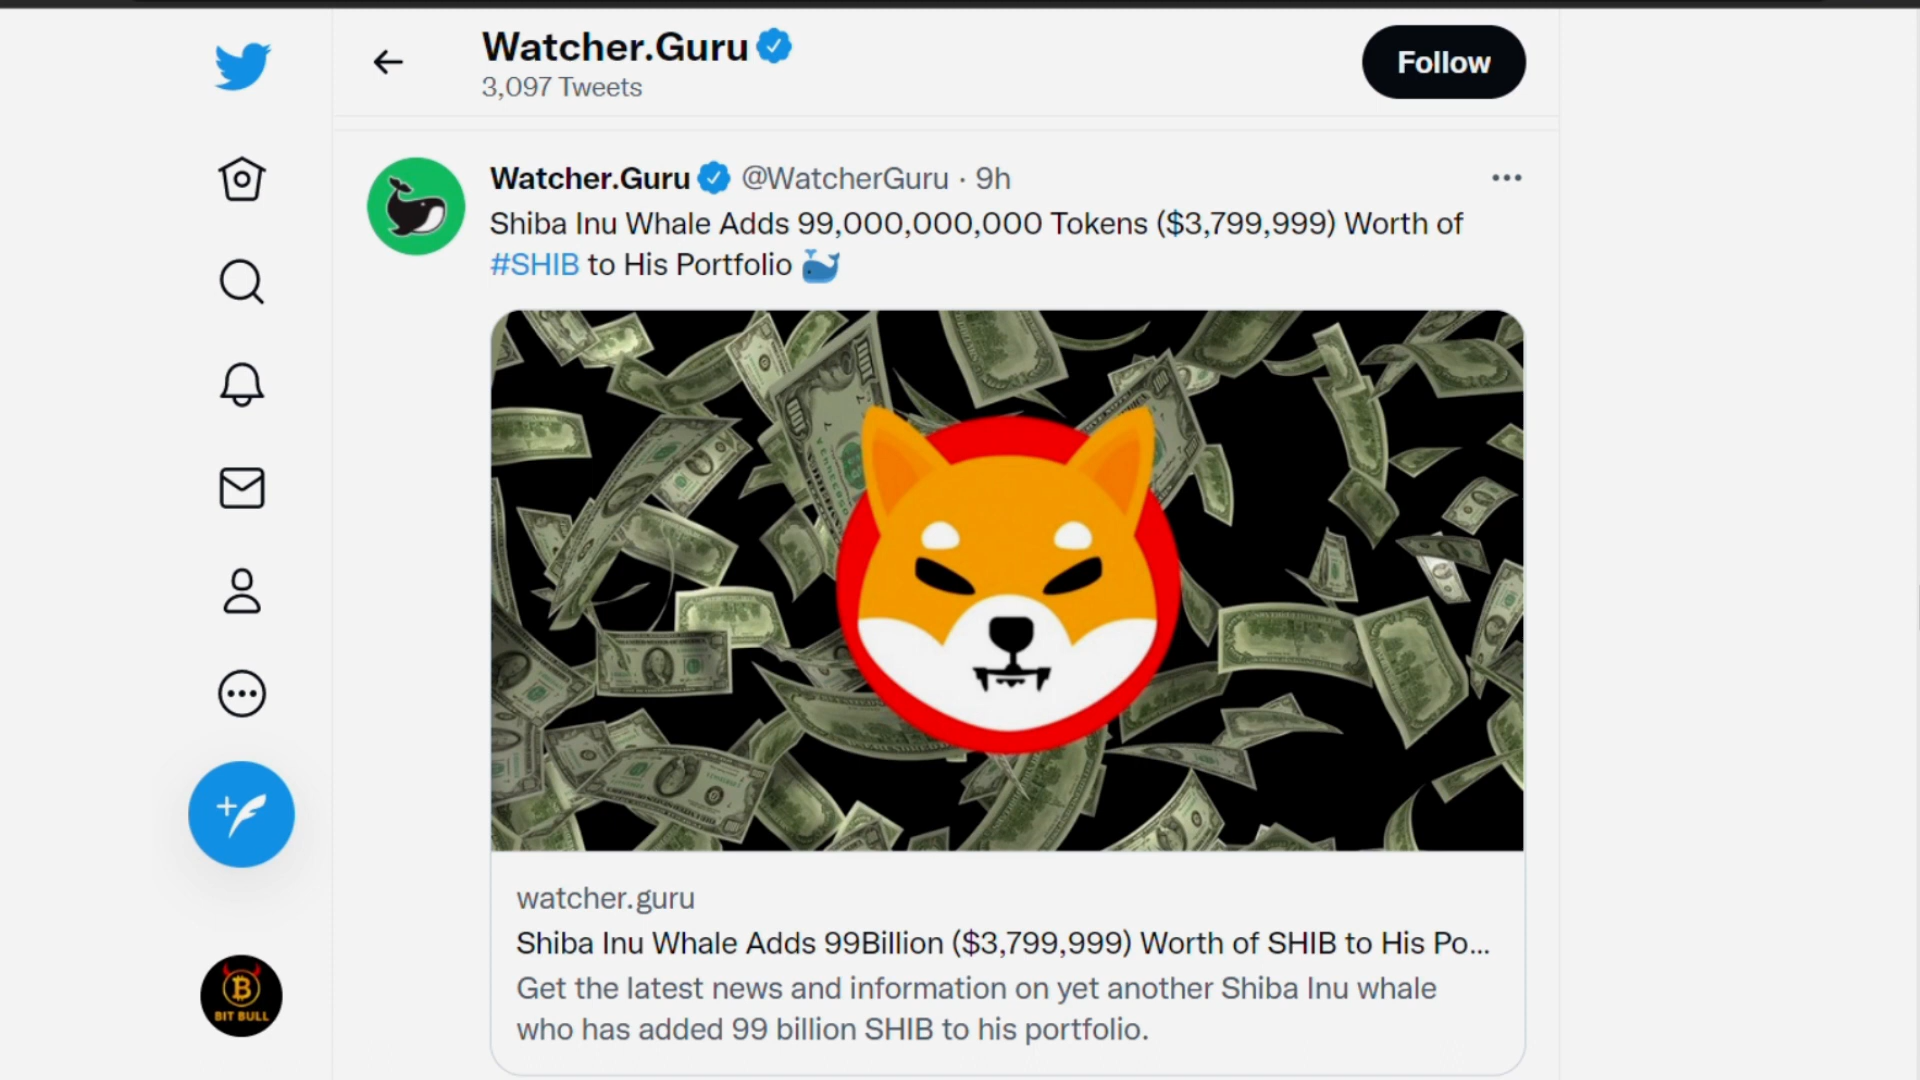 Watcher.Guru
3,097 Tweets
Follow
Watcher.Guru @WatcherGuru · 9h
Shiba Inu Whale Adds 99,000,000,000 Tokens ($3,799,999) Worth of
#SHIB to His Portfolio 🐳
watcher.guru
Shiba Inu Whale Adds 99Billion ($3,799,999) Worth of SHIB to His Po...
Get the latest news and information on yet another Shiba Inu whale
who has added 99 billion SHIB to his portfolio.
BIT BULL